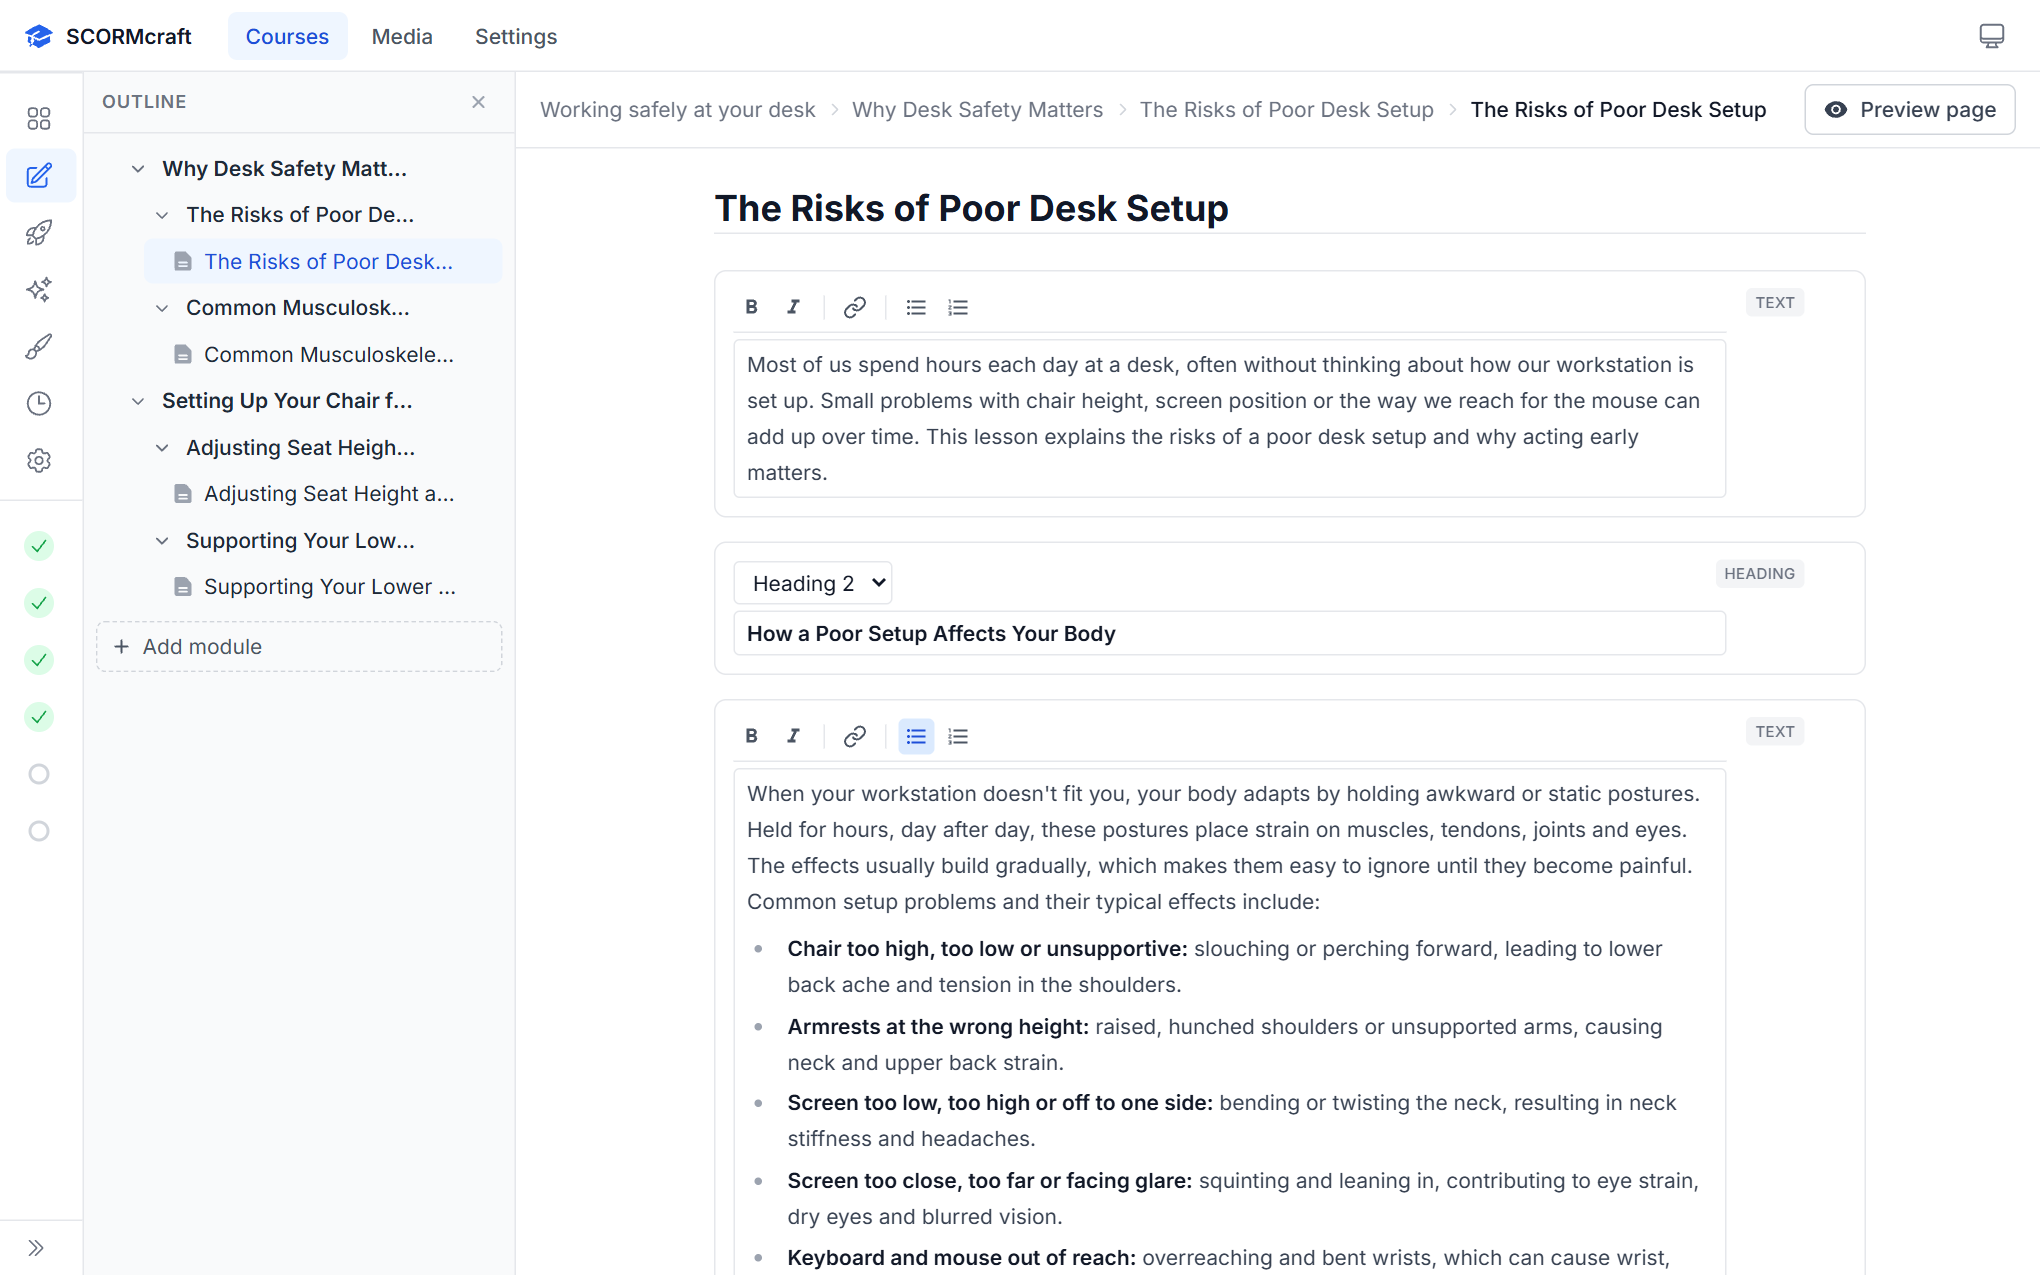 SCORMcraft
Courses
Media
Settings
OUTLINE
Why Desk Safety Matt...
The Risks of Poor De...
The Risks of Poor Desk...
Common Musculosk...
Common Musculoskele...
Setting Up Your Chair f...
Adjusting Seat Heigh...
Adjusting Seat Height a...
Supporting Your Low...
Supporting Your Lower ...
Add module
Working safely at your desk
Why Desk Safety Matters
The Risks of Poor Desk Setup
The Risks of Poor Desk Setup
Preview page
The Risks of Poor Desk Setup
TEXT
Most of us spend hours each day at a desk, often without thinking about how our workstation is
set up. Small problems with chair height, screen position or the way we reach for the mouse can
add up over time. This lesson explains the risks of a poor desk setup and why acting early
matters.
Heading 2
HEADING
How a Poor Setup Affects Your Body
TEXT
When your workstation doesn't fit you, your body adapts by holding awkward or static postures.
Held for hours, day after day, these postures place strain on muscles, tendons, joints and eyes.
The effects usually build gradually, which makes them easy to ignore until they become painful.
Common setup problems and their typical effects include:
Chair too high, too low or unsupportive: slouching or perching forward, leading to lower
back ache and tension in the shoulders.
Armrests at the wrong height: raised, hunched shoulders or unsupported arms, causing
neck and upper back strain.
Screen too low, too high or off to one side: bending or twisting the neck, resulting in neck
stiffness and headaches.
Screen too close, too far or facing glare: squinting and leaning in, contributing to eye strain,
dry eyes and blurred vision.
Keyboard and mouse out of reach: overreaching and bent wrists, which can cause wrist,